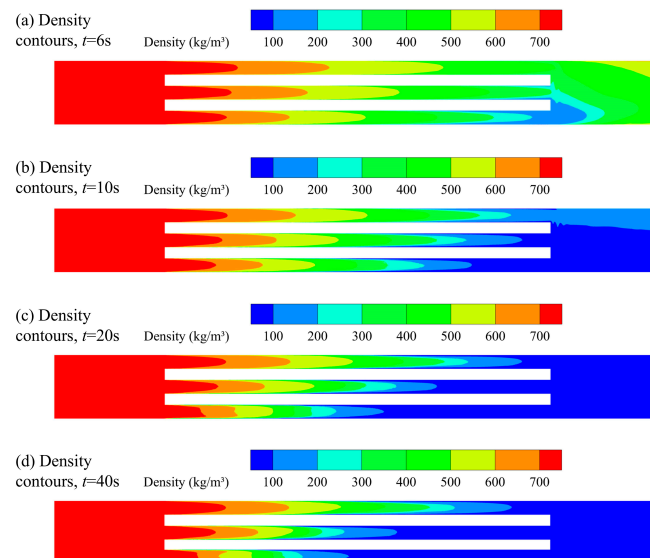 (a) Density
contours, t=6s
Density (kg/m³)
100 200 300 400 500 600 700
(b) Density
contours, t=10s
Density (kg/m³)
100 200 300 400 500 600 700
(c) Density
contours, t=20s
Density (kg/m³)
100 200 300 400 500 600 700
(d) Density
contours, t=40s
Density (kg/m³)
100 200 300 400 500 600 700